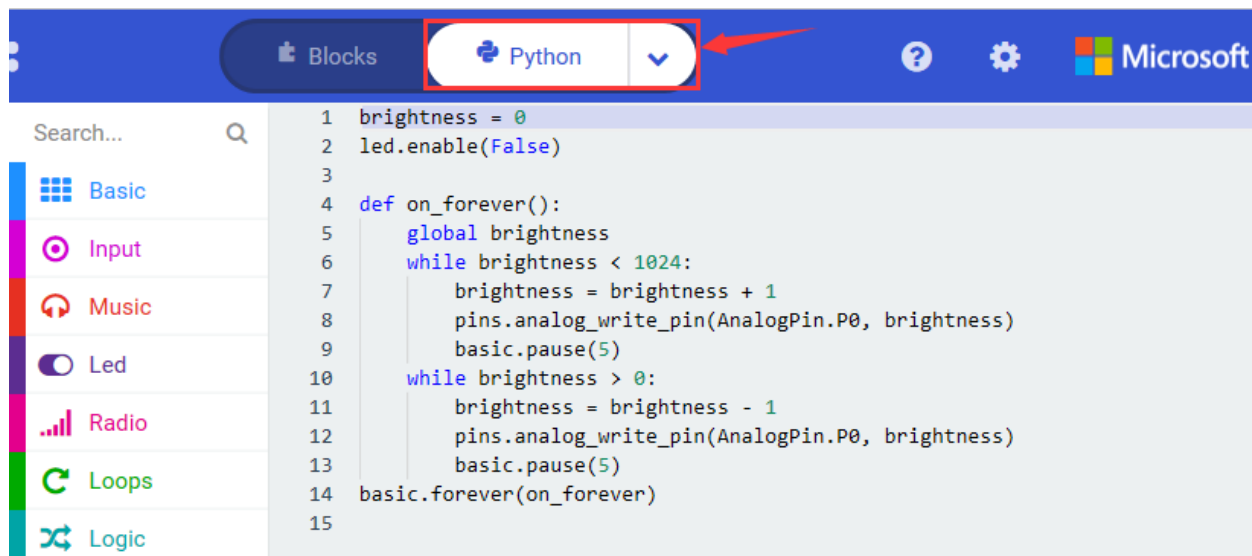 Blocks
Python
Microsoft
Search...
Basic
Input
Music
Led
Radio
Loops
Logic
1 brightness = 0
2 led.enable(False)
3
4 def on_forever():
5     global brightness
6     while brightness < 1024:
7         brightness = brightness + 1
8         pins.analog_write_pin(AnalogPin.P0, brightness)
9         basic.pause(5)
10     while brightness > 0:
11         brightness = brightness - 1
12         pins.analog_write_pin(AnalogPin.P0, brightness)
13         basic.pause(5)
14 basic.forever(on_forever)
15